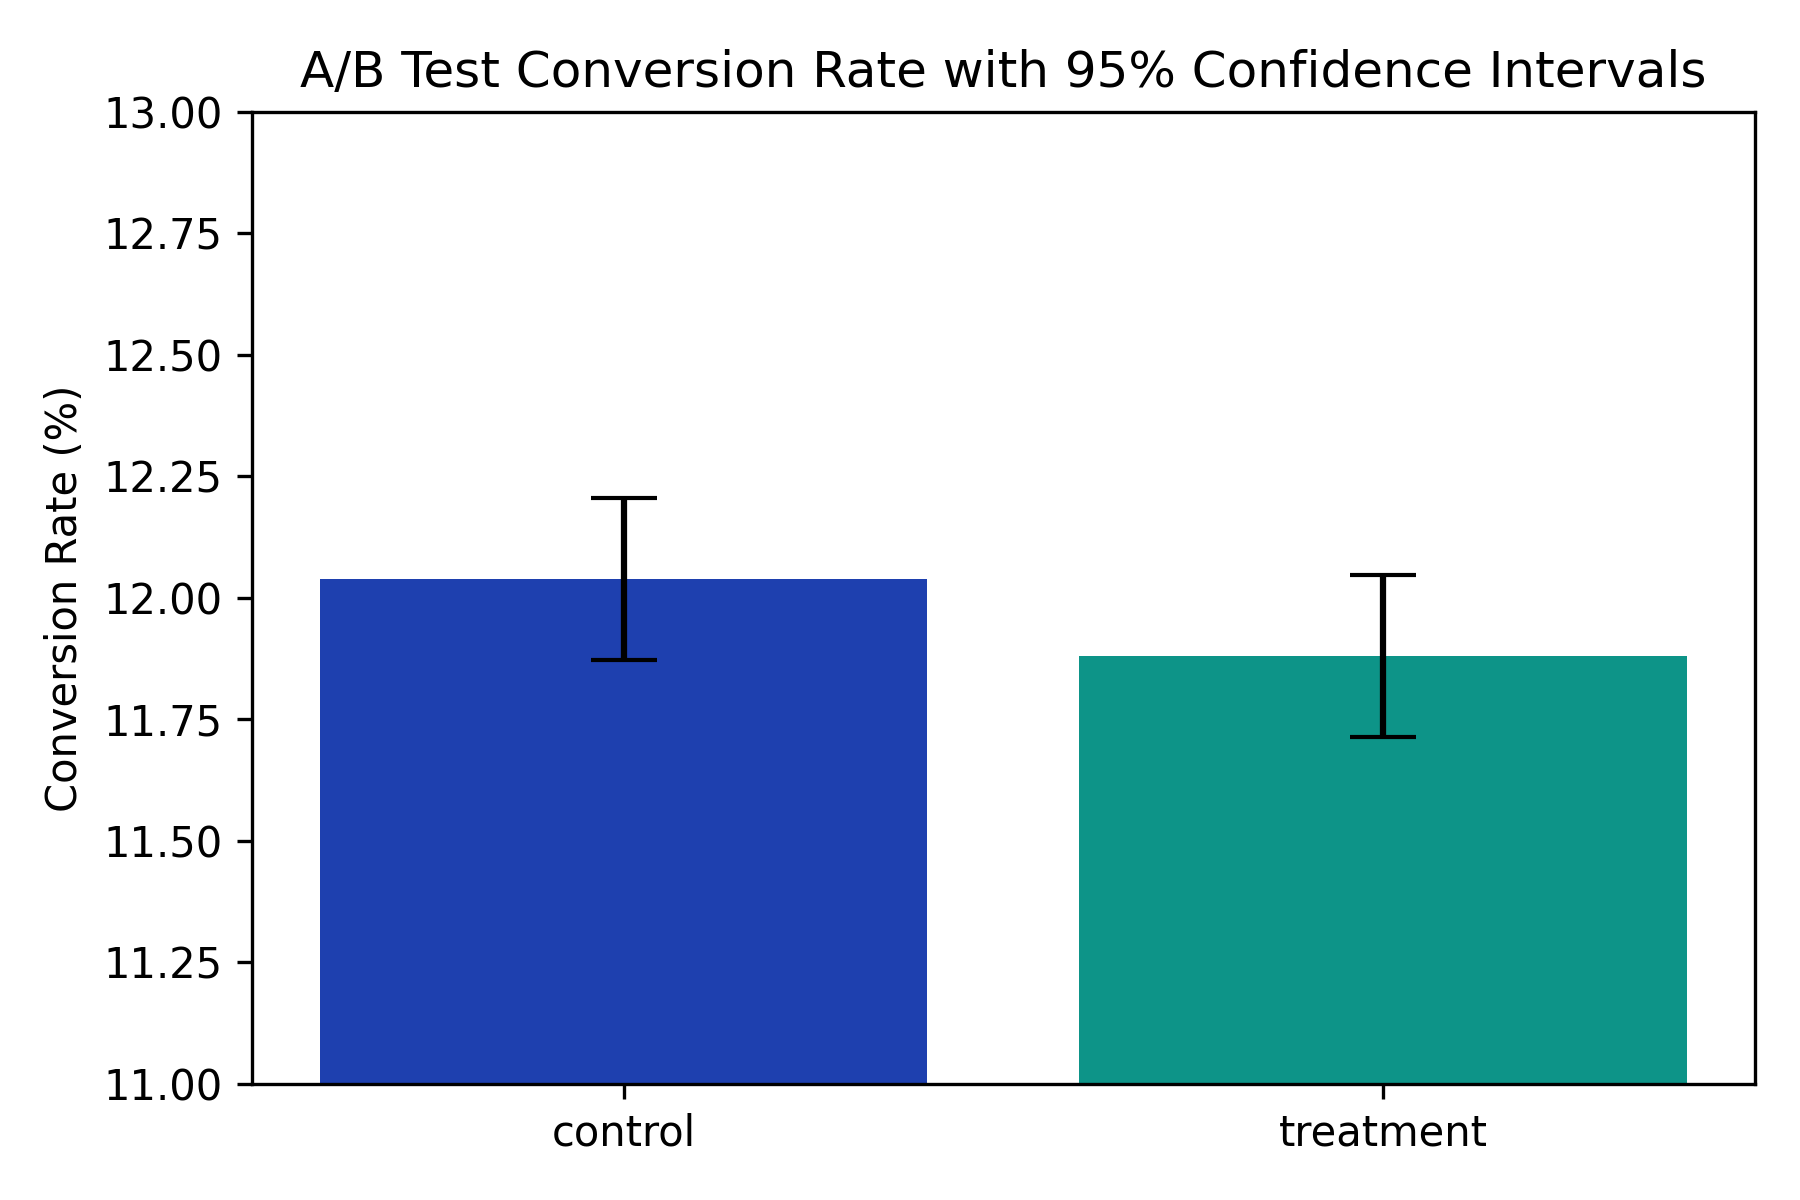 A/B Test Conversion Rate with 95% Confidence Intervals
Conversion Rate (%)
13.00
12.75
12.50
12.25
12.00
11.75
11.50
11.25
11.00
control
treatment